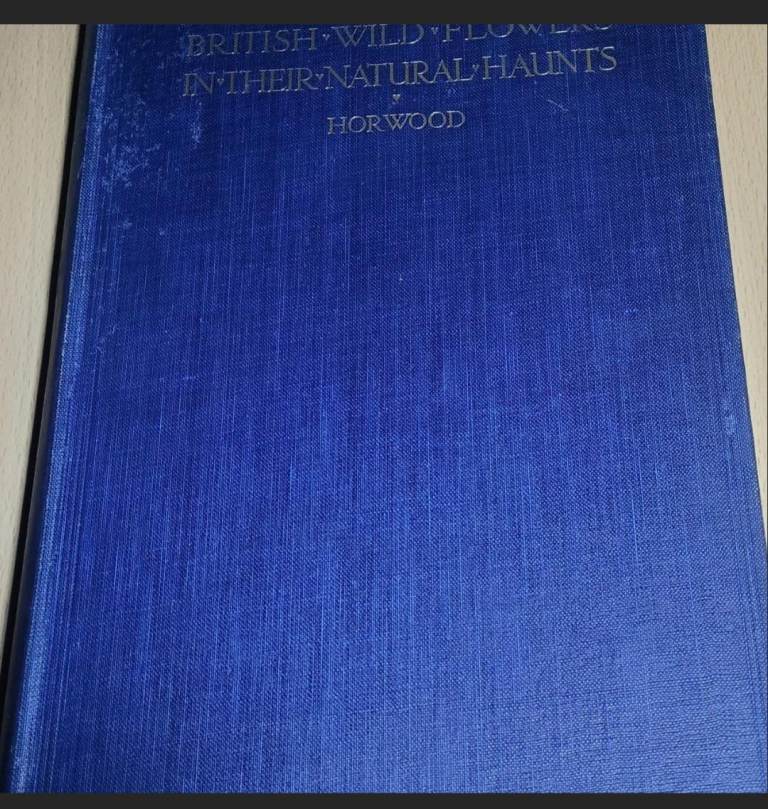 BRITISH▾WILD▾FLOWERS
IN▾THEIR▾NATURAL▾HAUNTS
▾
HORWOOD